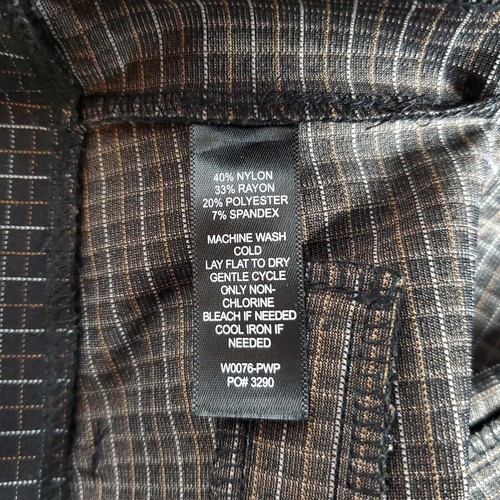 40% NYLON
33% RAYON
20% POLYESTER
7% SPANDEX
MACHINE WASH
COLD
LAY FLAT TO DRY
GENTLE CYCLE
ONLY NON-
CHLORINE
BLEACH IF NEEDED
COOL IRON IF
NEEDED
W0076-PWP
PO# 3290